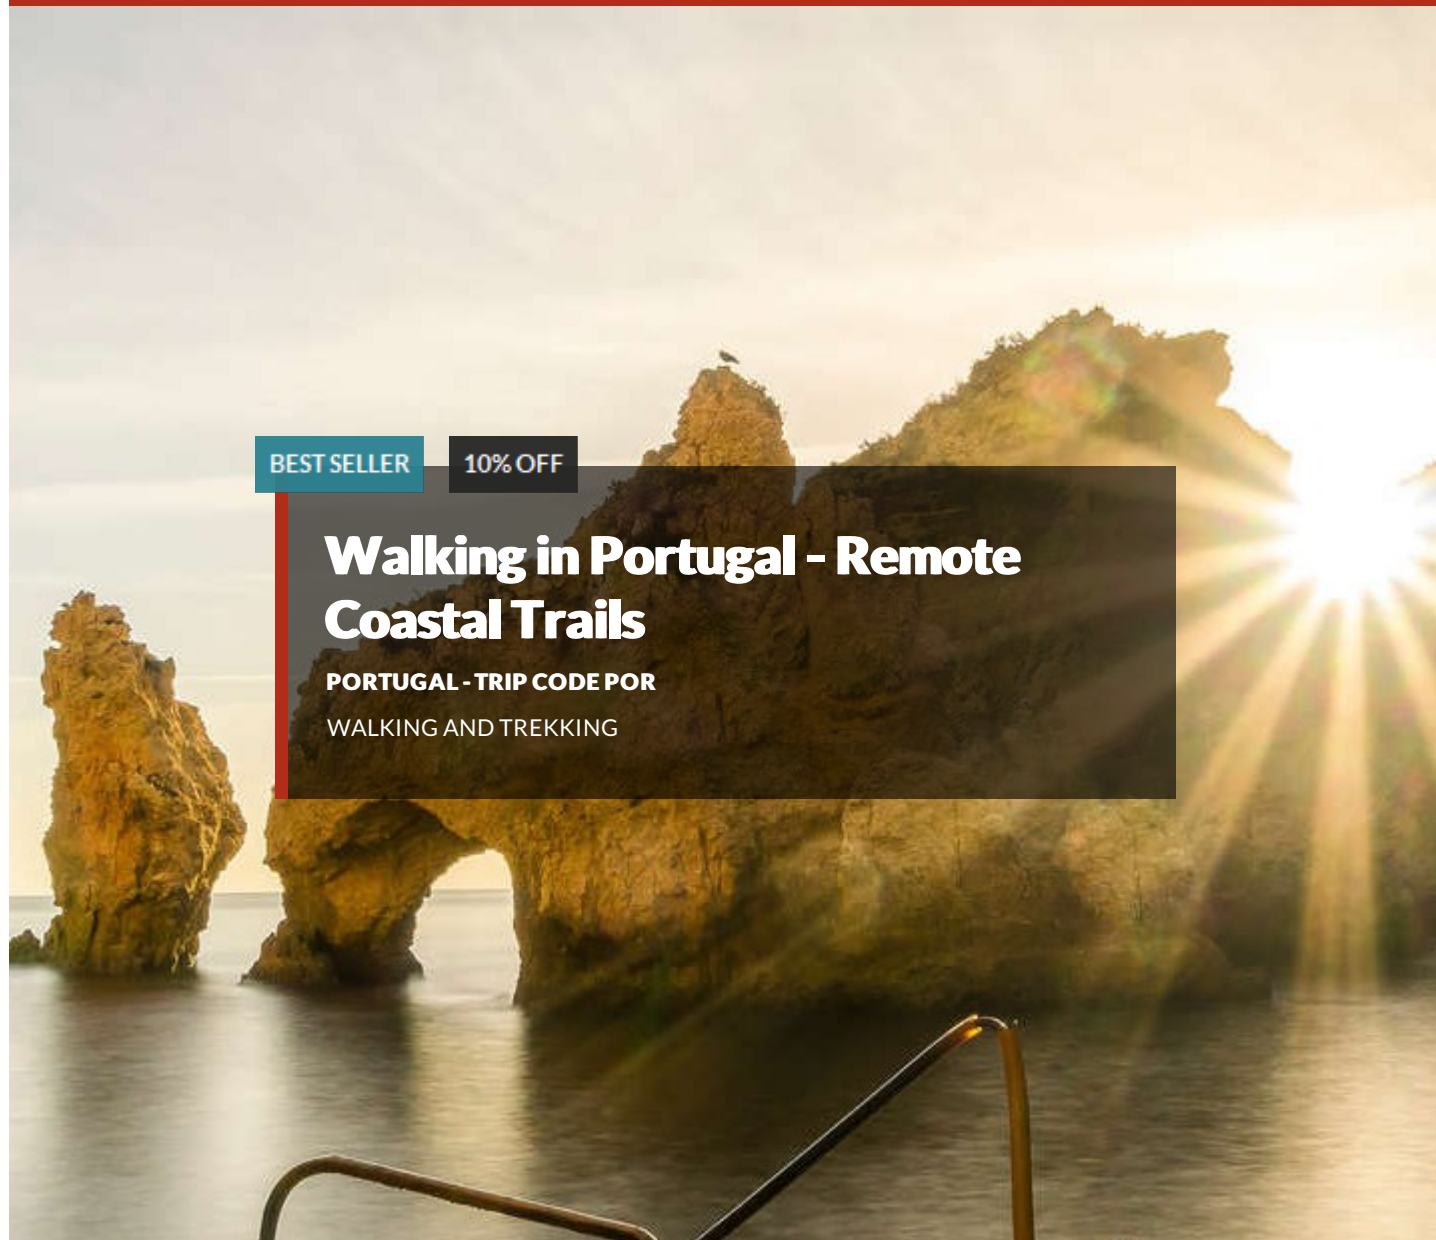 BEST SELLER
10% OFF
Walking in Portugal - Remote
Coastal Trails
PORTUGAL - TRIP CODE POR
WALKING AND TREKKING